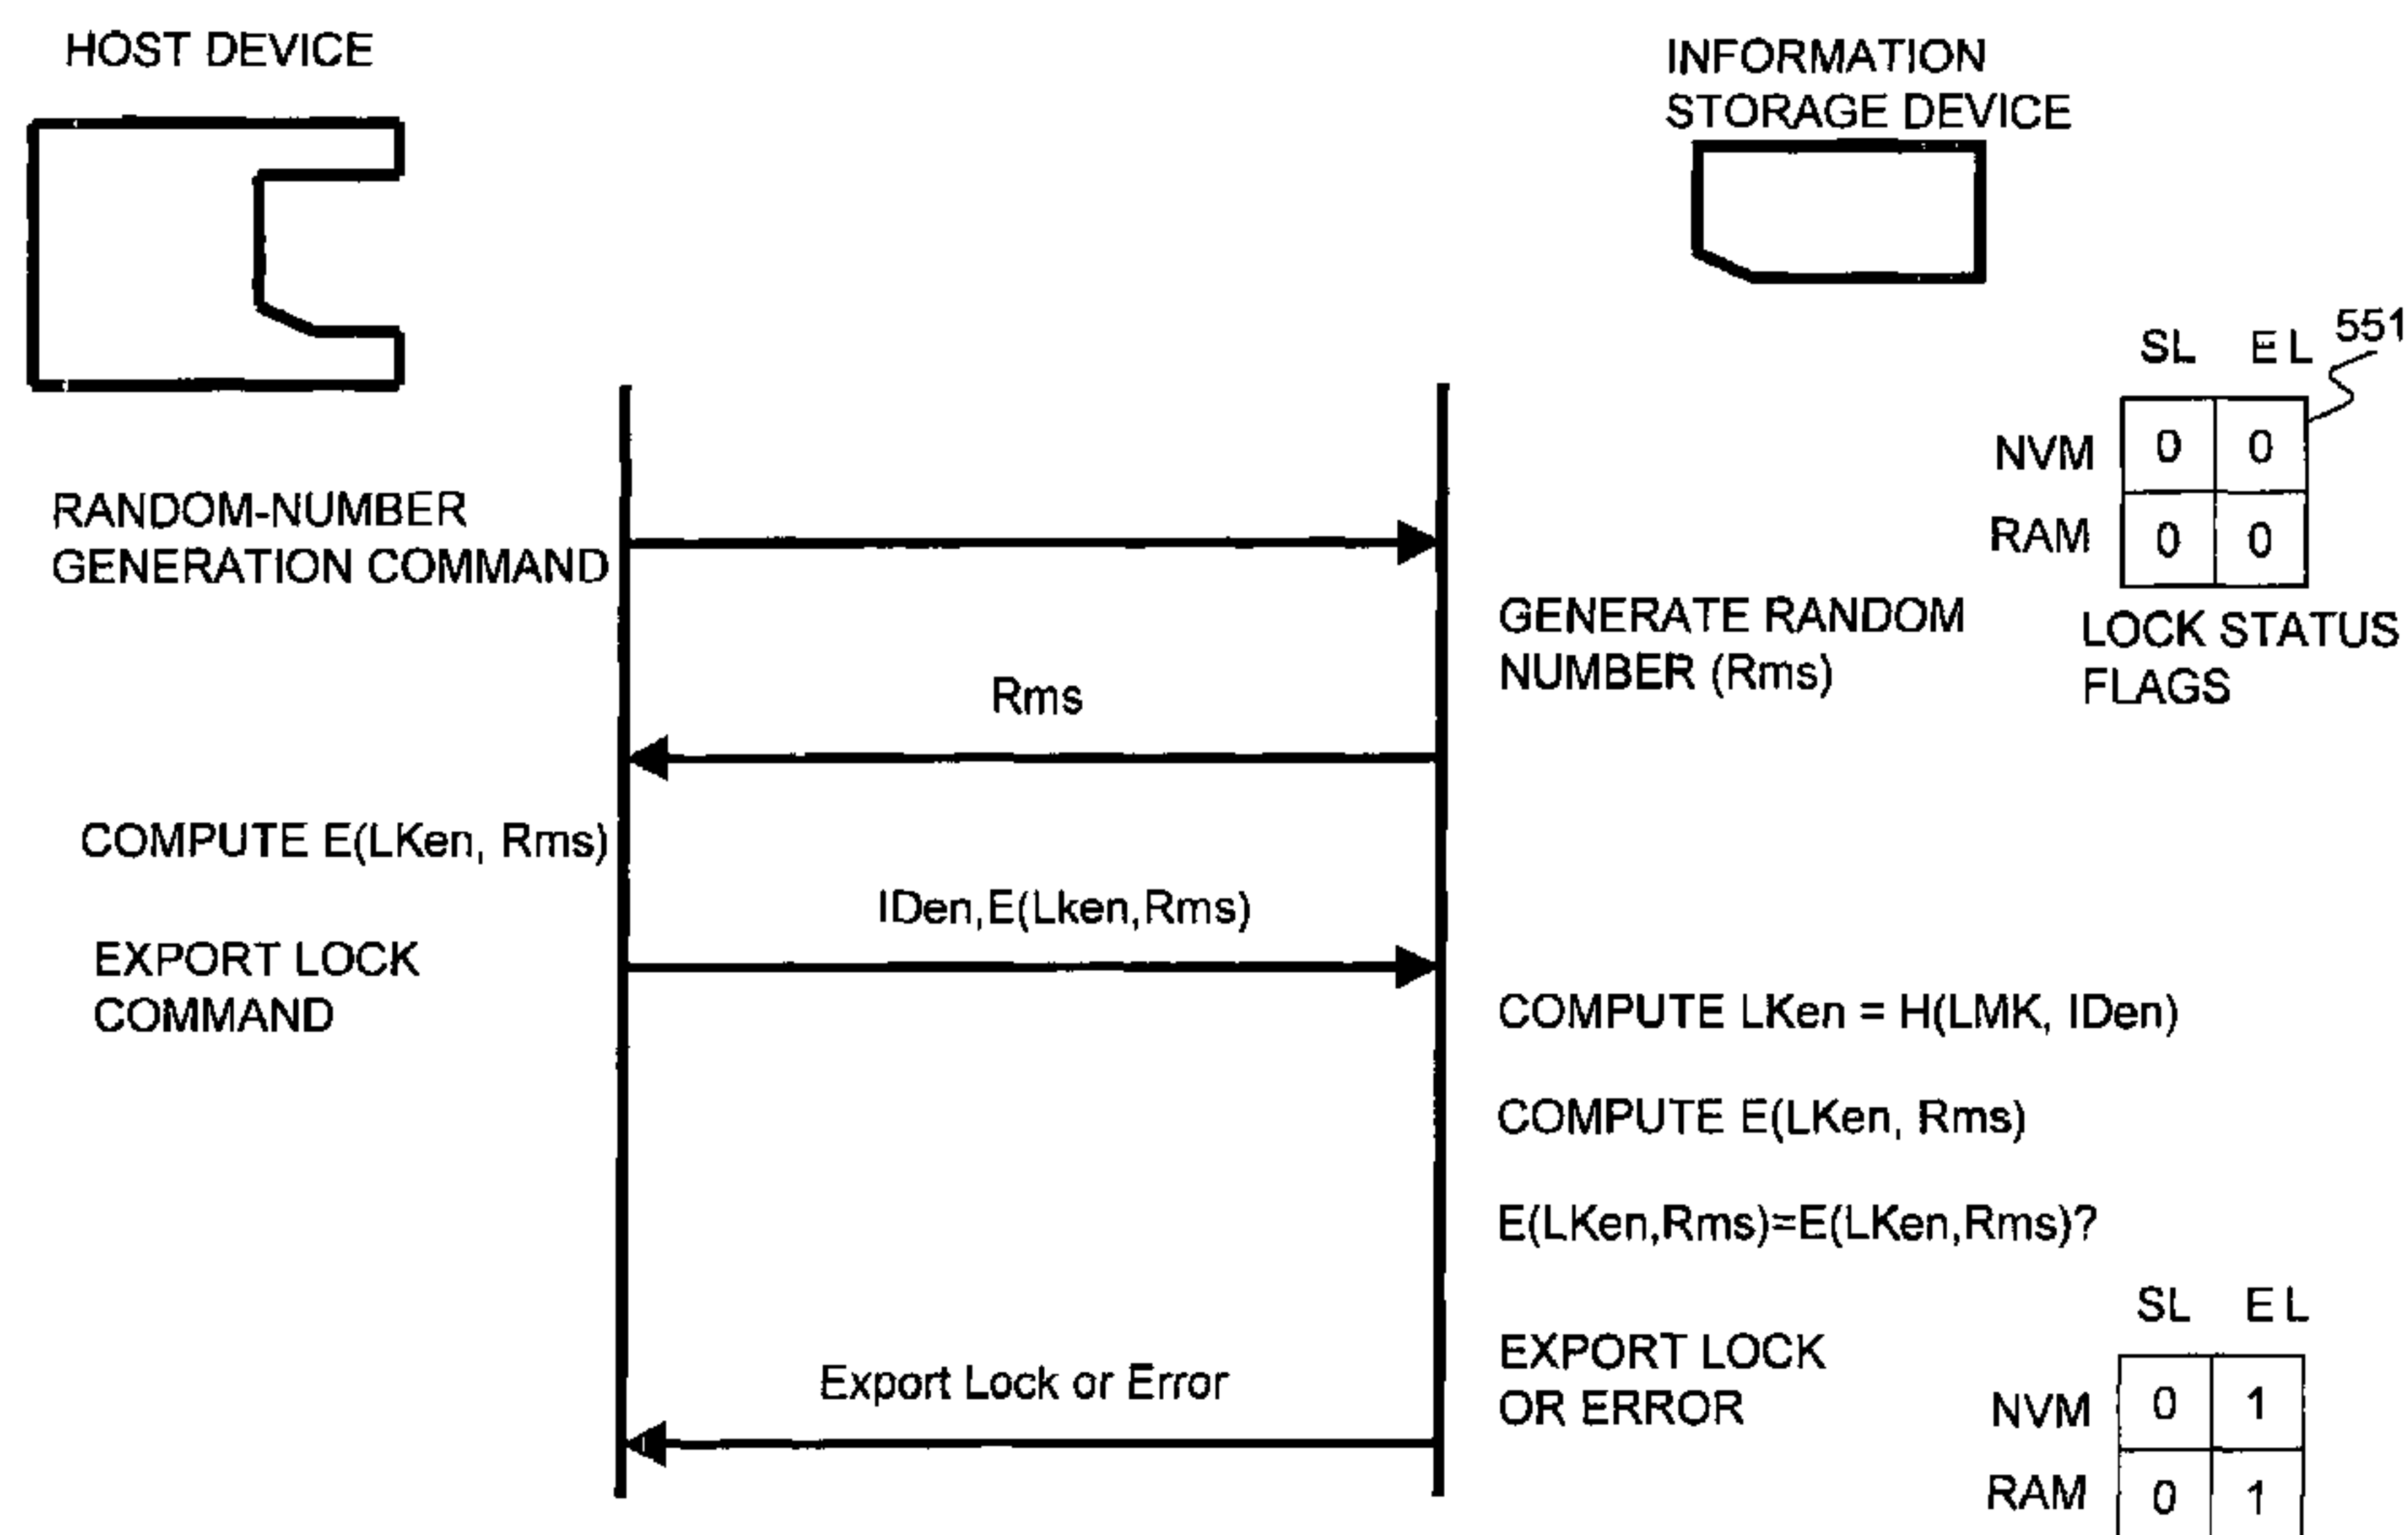 HOST DEVICE
INFORMATION
STORAGE DEVICE
SL EL 551
NVM 0 0
RAM 0 0
LOCK STATUS
FLAGS
RANDOM-NUMBER
GENERATION COMMAND
GENERATE RANDOM
NUMBER (Rms)
Rms
COMPUTE E(LKen, Rms)
IDen,E(Lken,Rms)
EXPORT LOCK
COMMAND
COMPUTE LKen = H(LMK, IDen)
COMPUTE E(LKen, Rms)
E(LKen,Rms)=E(LKen,Rms)?
EXPORT LOCK
OR ERROR
Export Lock or Error
SL EL
NVM 0 1
RAM 0 1